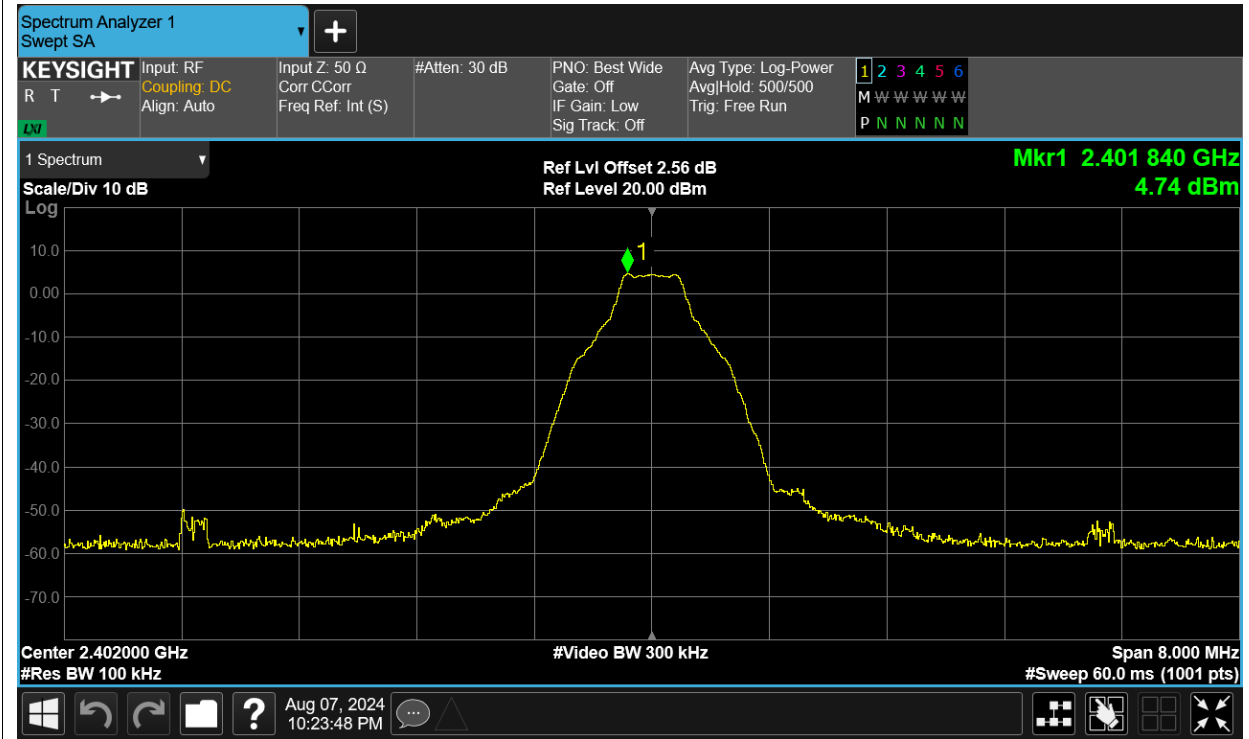 Spectrum Analyzer 1
Swept SA
+
KEYSIGHT
R T
LXI
Input: RF
Coupling: DC
Align: Auto
Input Z: 50 Ω
Corr CCorr
Freq Ref: Int (S)
#Atten: 30 dB
PNO: Best Wide
Gate: Off
IF Gain: Low
Sig Track: Off
Avg Type: Log-Power
Avg|Hold: 500/500
Trig: Free Run
1 2 3 4 5 6
M W W W W W
P N N N N N
1 Spectrum
Scale/Div 10 dB
Log
Ref Lvl Offset 2.56 dB
Ref Level 20.00 dBm
Mkr1 2.401 840 GHz
4.74 dBm
1
10.0
0.00
-10.0
-20.0
-30.0
-40.0
-50.0
-60.0
-70.0
Center 2.402000 GHz
#Res BW 100 kHz
#Video BW 300 kHz
Span 8.000 MHz
#Sweep 60.0 ms (1001 pts)
?
Aug 07, 2024
10:23:48 PM